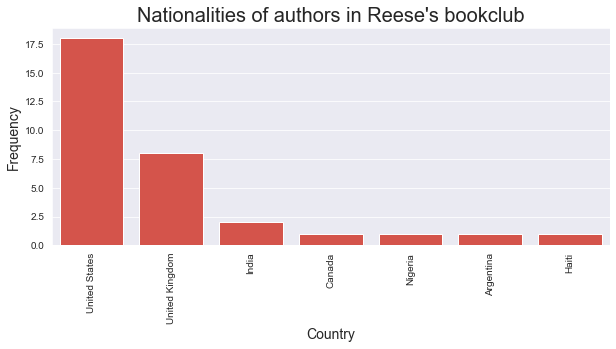 Nationalities of authors in Reese's bookclub
Frequency
17.5
15.0
12.5
10.0
7.5
5.0
2.5
0.0
United States
United Kingdom
India
Canada
Nigeria
Argentina
Haiti
Country